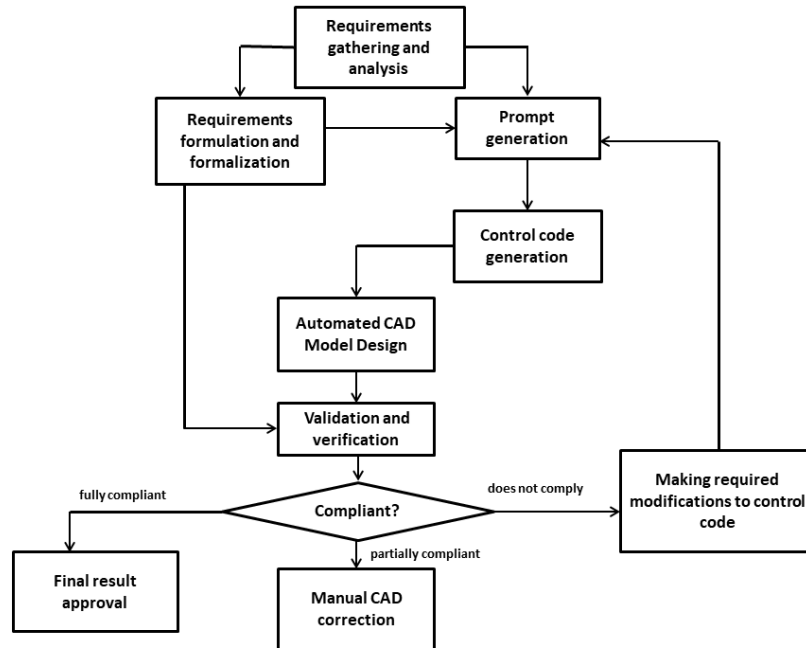 Requirements
gathering and
analysis
Requirements
formulation and
formalization
Prompt
generation
Control code
generation
Automated CAD
Model Design
Validation and
verification
fully compliant
Compliant?
does not comply
Making required
modifications to control
code
partially compliant
Final result
approval
Manual CAD
correction